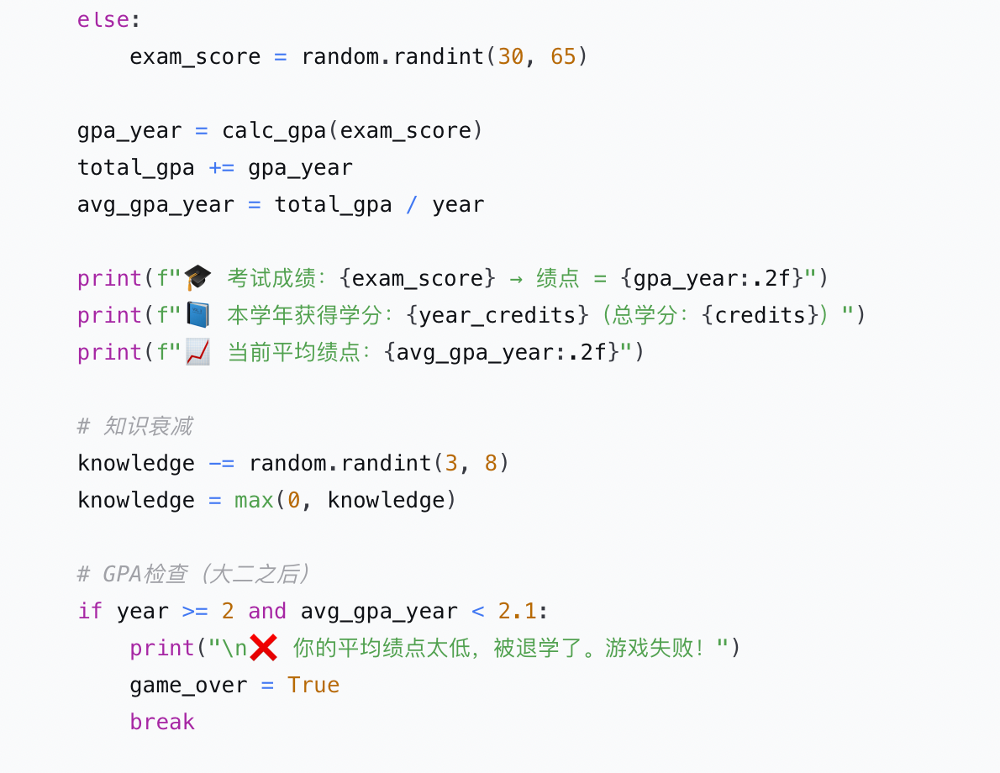 else:
    exam_score = random.randint(30, 65)

gpa_year = calc_gpa(exam_score)
total_gpa += gpa_year
avg_gpa_year = total_gpa / year

print(f"🎓 考试成绩：{exam_score} → 绩点 = {gpa_year:.2f}")
print(f"📘 本学年获得学分：{year_credits}（总学分：{credits}）")
print(f"📈 当前平均绩点：{avg_gpa_year:.2f}")

# 知识衰减
knowledge -= random.randint(3, 8)
knowledge = max(0, knowledge)

# GPA检查（大二之后）
if year >= 2 and avg_gpa_year < 2.1:
    print("\n❌ 你的平均绩点太低，被退学了。游戏失败！")
    game_over = True
    break